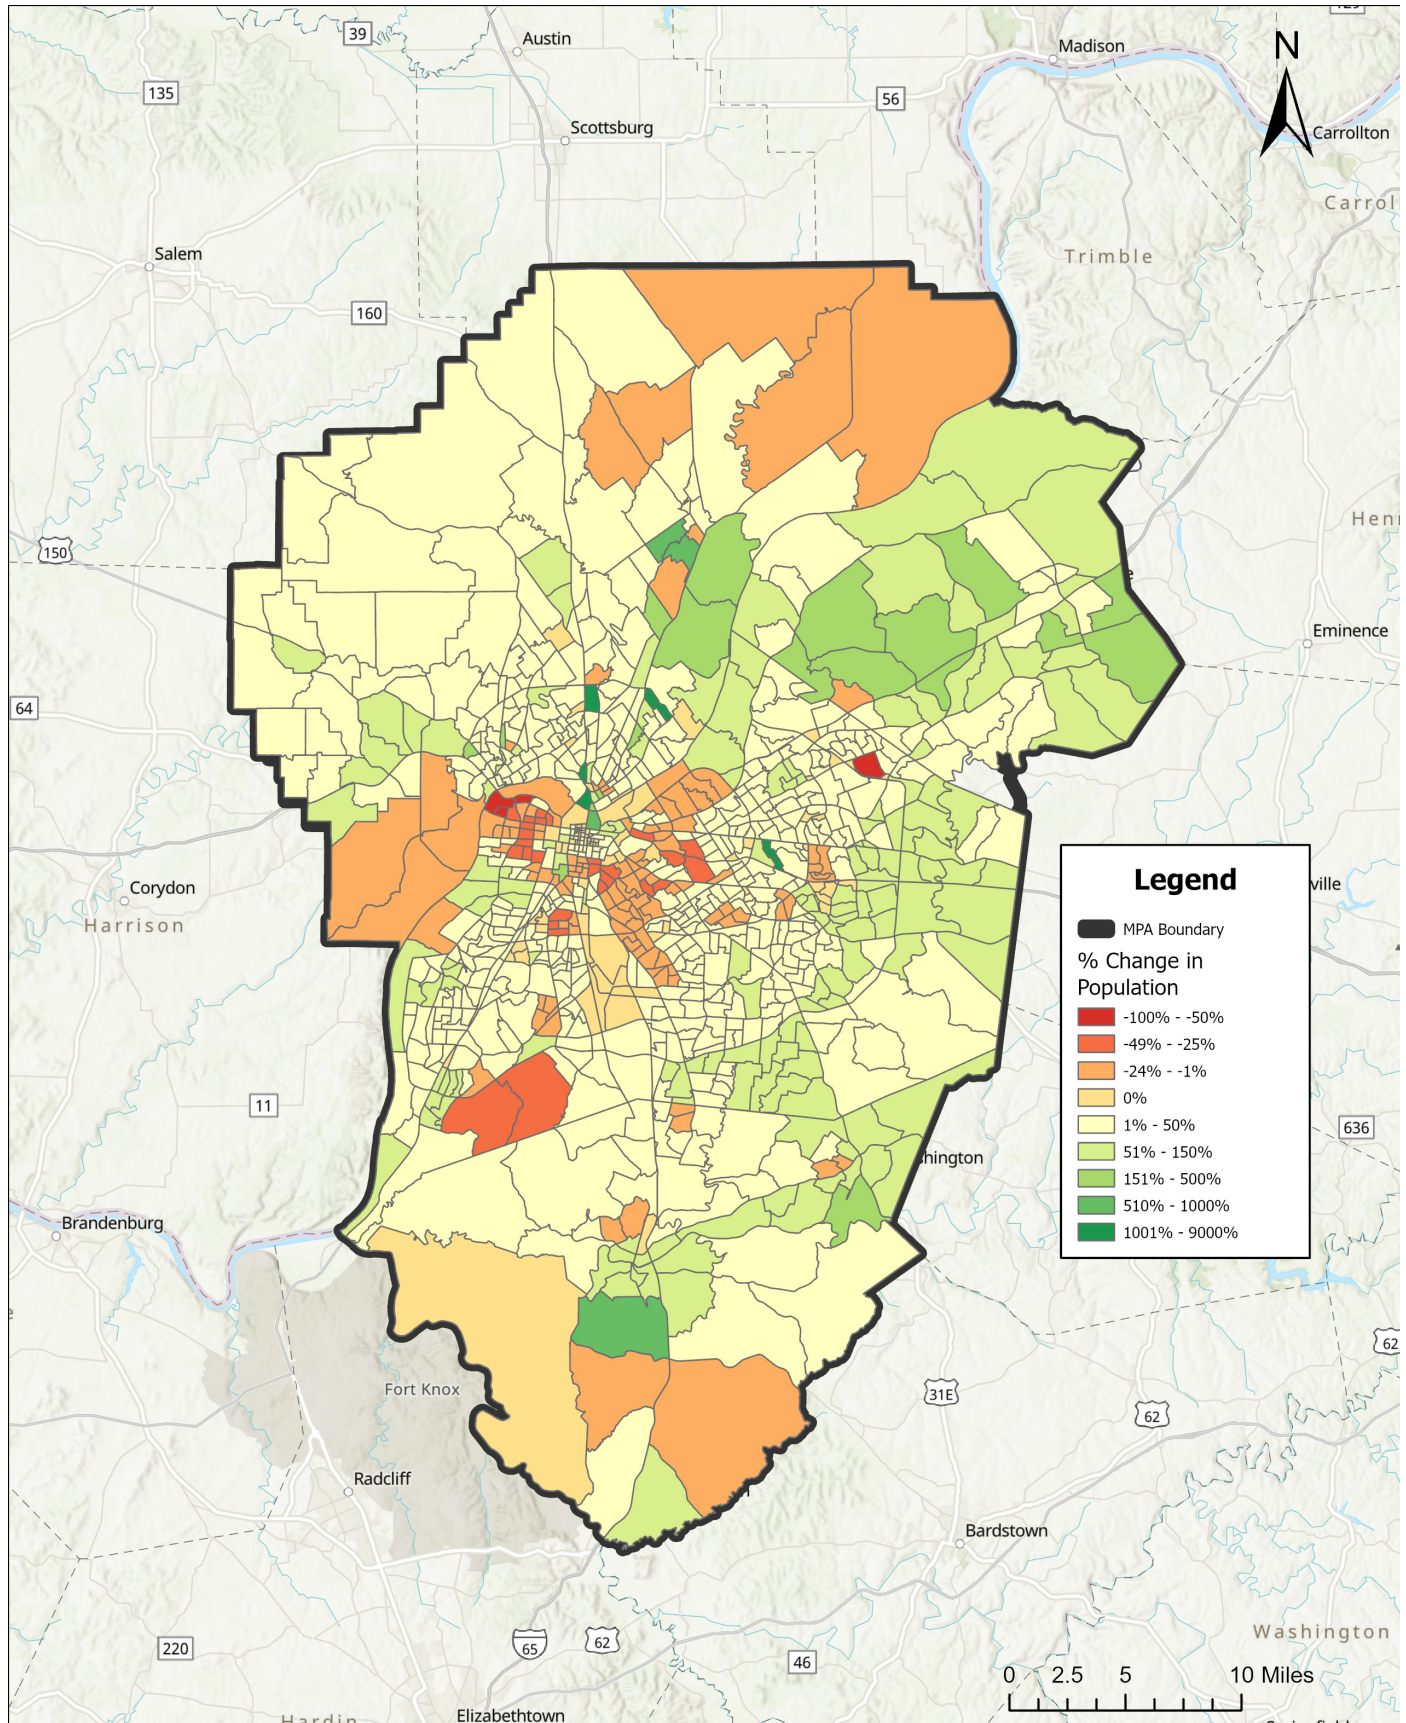 39
Austin
Madison
N
135
56
Scottsburg
Carrollton
Carrol
Trimble
Salem
160
Henr
150
Eminence
64
Corydon
Harrison
ville
Legend
MPA Boundary
% Change in
Population
-100% - -50%
-49% - -25%
-24% - -1%
0%
1% - 50%
51% - 150%
151% - 500%
510% - 1000%
1001% - 9000%
11
636
hington
Brandenburg
62
Fort Knox
31E
62
Radcliff
Bardstown
Washington
220
65
62
46
0 2.5 5 10 Miles
Elizabethtown
Hardin